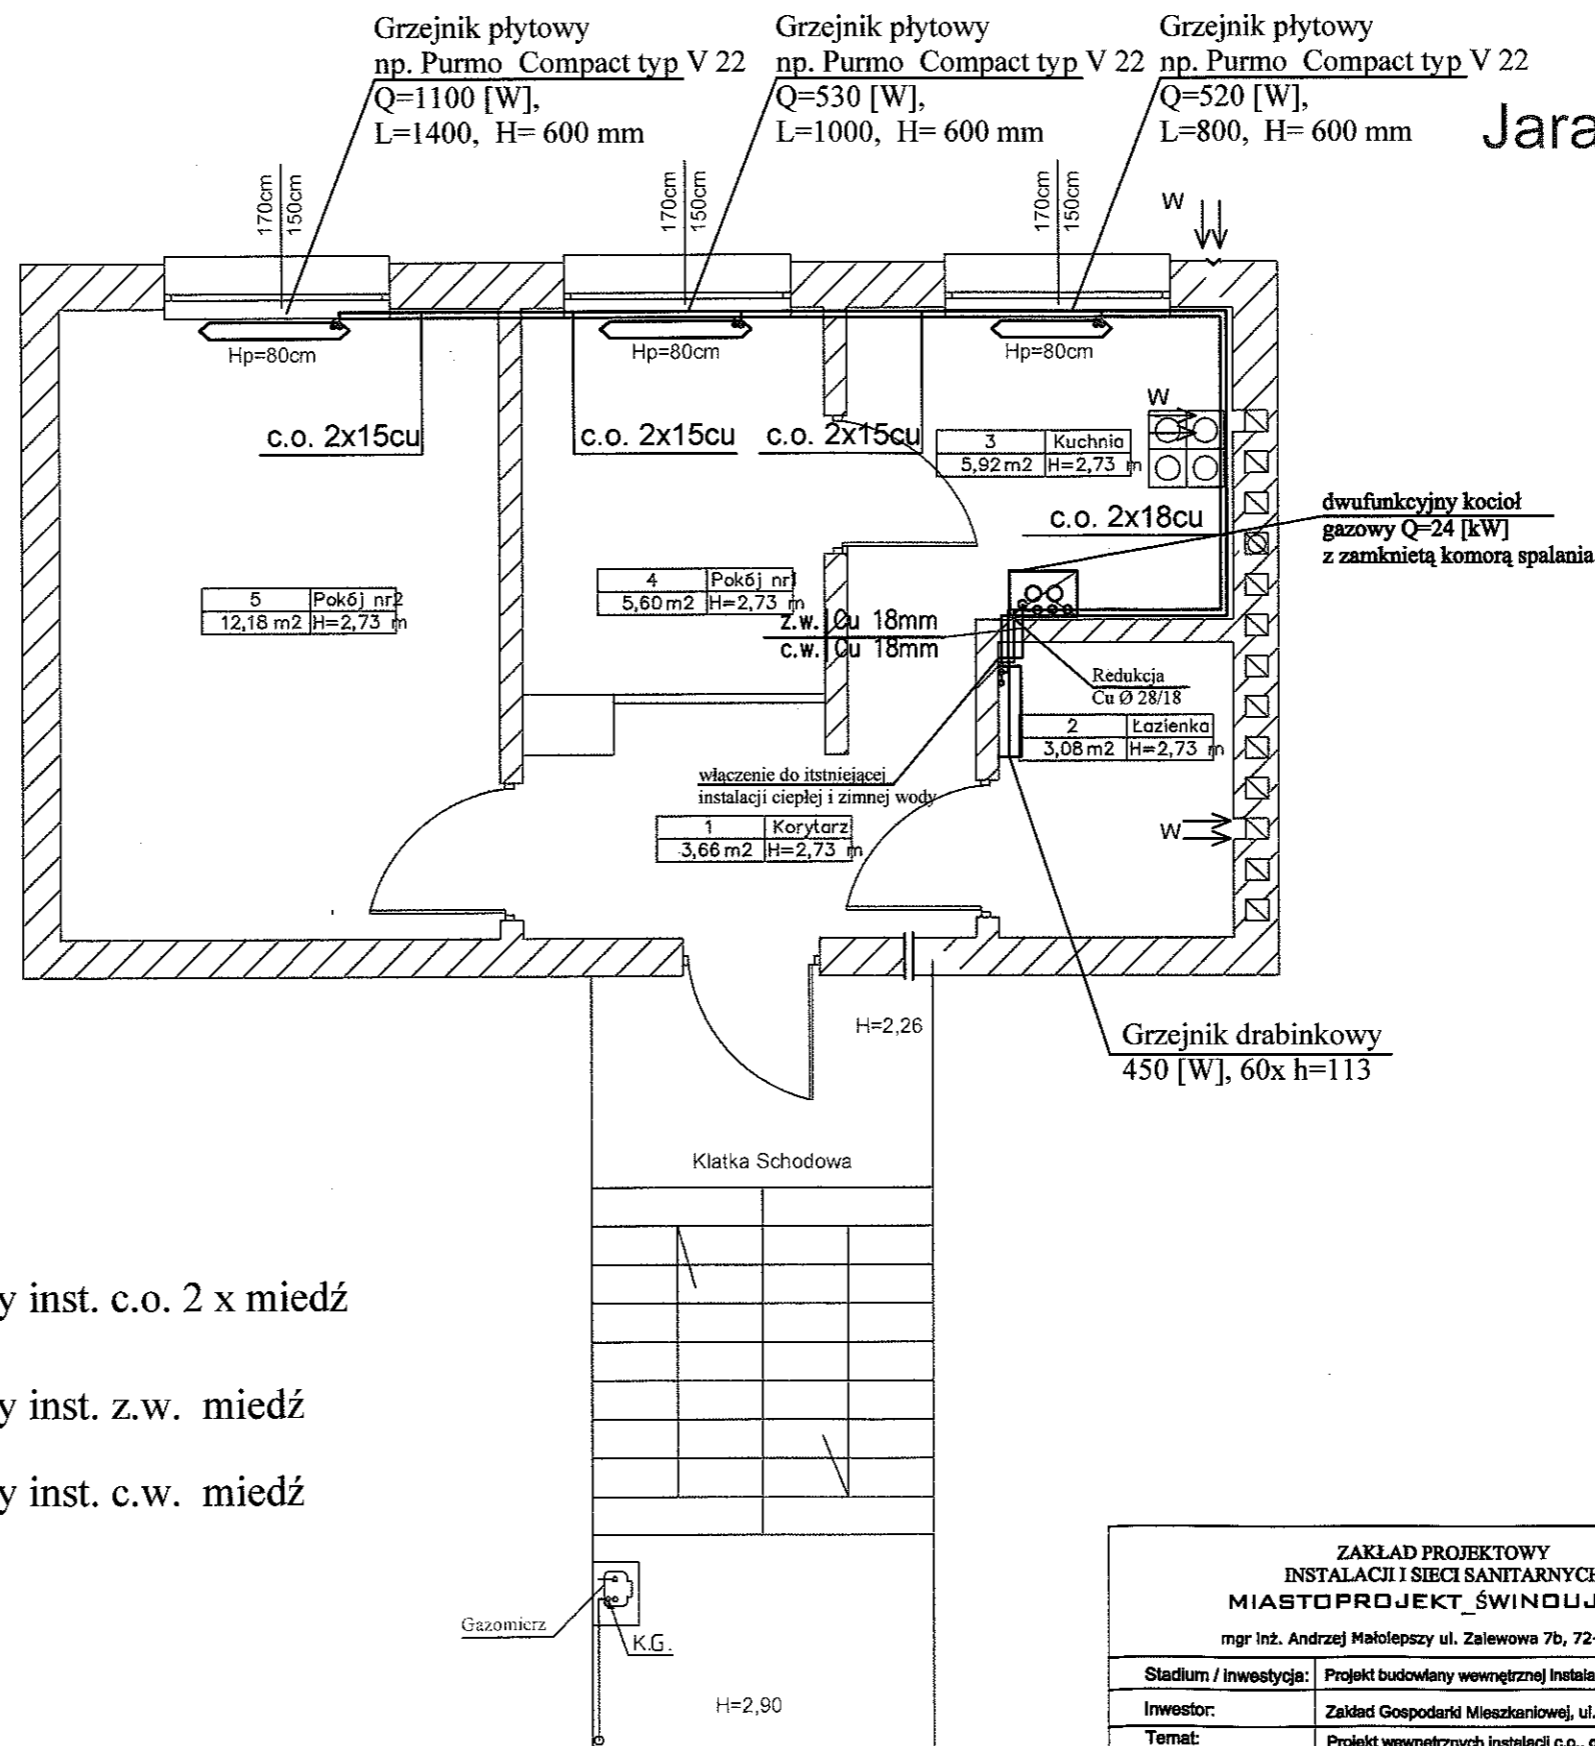 Grzejnik płytowy
np. Purmo Compact typ V 22
Q=1100 [W],
L=1400, H= 600 mm
Grzejnik płytowy
np. Purmo Compact typ V 22
Q=530 [W],
L=1000, H= 600 mm
Grzejnik płytowy
np. Purmo Compact typ V 22
Q=520 [W],
L=800, H= 600 mm
Jara
170cm
150cm
170cm
150cm
170cm
150cm
W
Hp=80cm
Hp=80cm
Hp=80cm
W
c.o. 2x15cu
c.o. 2x15cu
c.o. 2x15cu
3 Kuchnia
5,92 m2 H=2,73 m
c.o. 2x18cu
dwufunkcyjny kocioł
gazowy Q=24 [kW]
z zamknietą komorą spalania
5 Pokój nr2
12,18 m2 H=2,73 m
4 Pokój nr1
5,60 m2 H=2,73 m
z.w. Cu 18mm
c.w. Cu 18mm
Redukcja
Cu Ø 28/18
2 Łazienka
3,08 m2 H=2,73 m
włączenie do itstniejącej
instalacji ciepłej i zimnej wody
1 Korytarz
3,66 m2 H=2,73 m
W
H=2,26
Grzejnik drabinkowy
450 [W], 60x h=113
Klatka Schodowa
y inst. c.o. 2 x miedź
y inst. z.w. miedź
y inst. c.w. miedź
Gazomierz
K.G.
H=2,90
ZAKŁAD PROJEKTOWY
INSTALACJI I SIECI SANITARNYCH
MIASTOPROJEKT_ŚWINOUJ
mgr inż. Andrzej Małolepszy ul. Zalewowa 7b, 72-
Stadium / inwestycja: Projekt budowlany wewnętrznej instala
Inwestor: Zakład Gospodarki Mieszkaniowej, ul.
Temat: Projekt wewnętrznych instalacji c.o.,